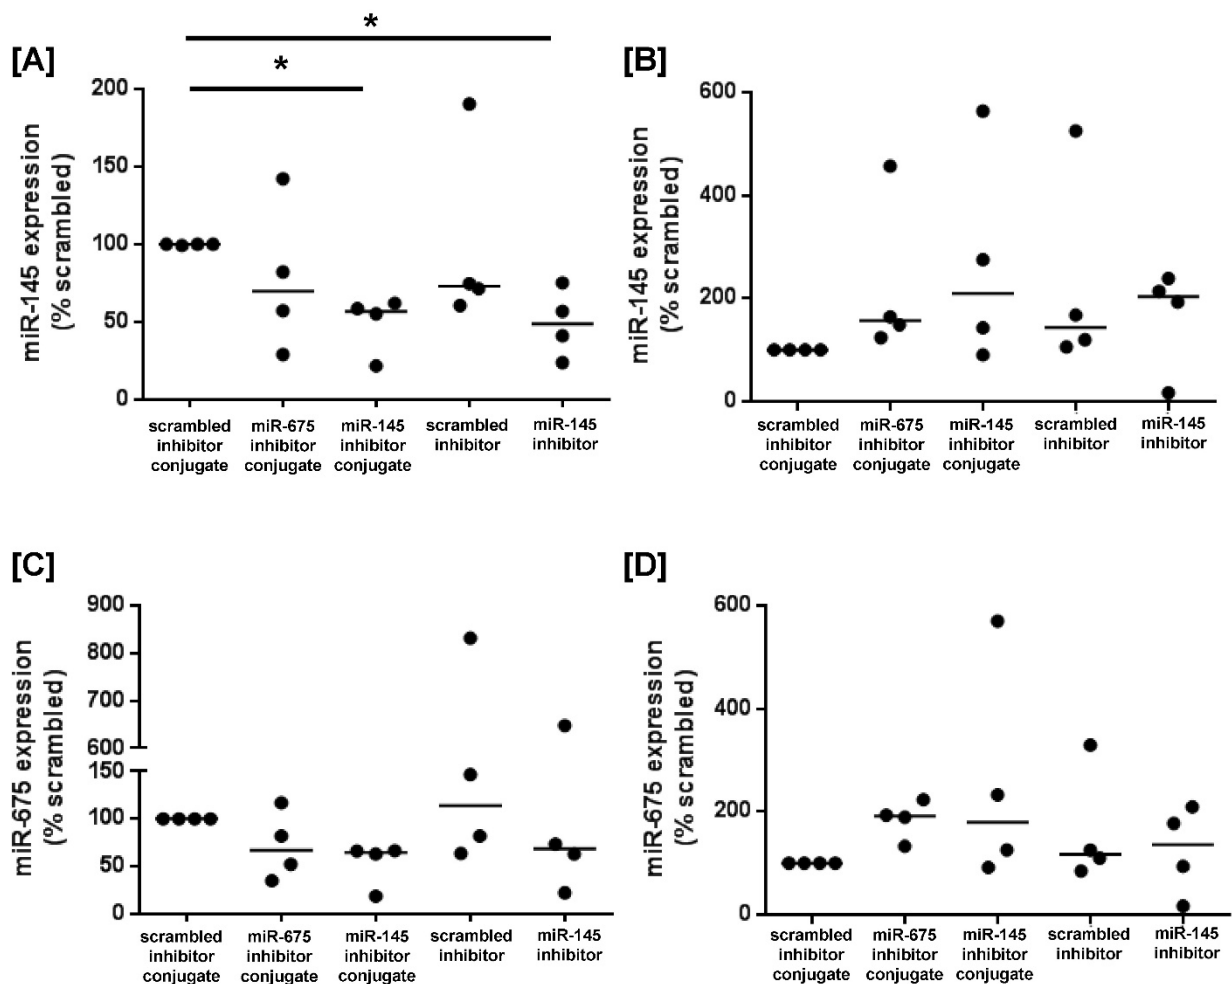 *
*
[A]
miR-145 expression
(% scrambled)
200
150
100
50
0
scrambled
inhibitor
conjugate
miR-675
inhibitor
conjugate
miR-145
inhibitor
conjugate
scrambled
inhibitor
miR-145
inhibitor
[B]
miR-145 expression
(% scrambled)
600
400
200
0
scrambled
inhibitor
conjugate
miR-675
inhibitor
conjugate
miR-145
inhibitor
conjugate
scrambled
inhibitor
miR-145
inhibitor
[C]
miR-675 expression
(% scrambled)
900
800
700
600
150
100
50
0
scrambled
inhibitor
conjugate
miR-675
inhibitor
conjugate
miR-145
inhibitor
conjugate
scrambled
inhibitor
miR-145
inhibitor
[D]
miR-675 expression
(% scrambled)
600
400
200
0
scrambled
inhibitor
conjugate
miR-675
inhibitor
conjugate
miR-145
inhibitor
conjugate
scrambled
inhibitor
miR-145
inhibitor